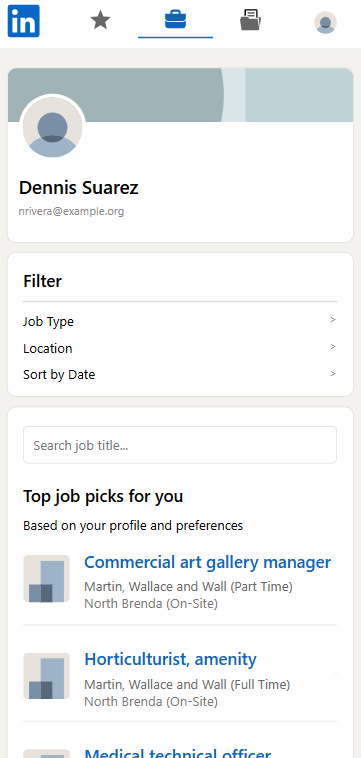 in
Dennis Suarez
nrivera@example.org
Filter
Job Type >
Location >
Sort by Date >
Search job title...
Top job picks for you
Based on your profile and preferences
Commercial art gallery manager
Martin, Wallace and Wall (Part Time)
North Brenda (On-Site)
Horticulturist, amenity
Martin, Wallace and Wall (Full Time)
North Brenda (On-Site)
Medical technical officer